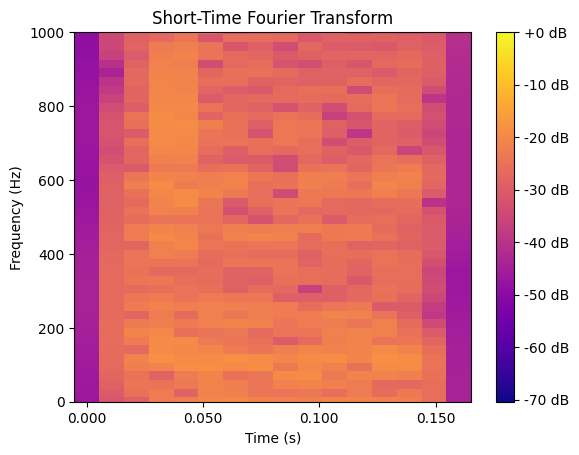 Short-Time Fourier Transform
1000
800
600
400
200
0
Frequency (Hz)
0.000
0.050
0.100
0.150
Time (s)
+0 dB
-10 dB
-20 dB
-30 dB
-40 dB
-50 dB
-60 dB
-70 dB